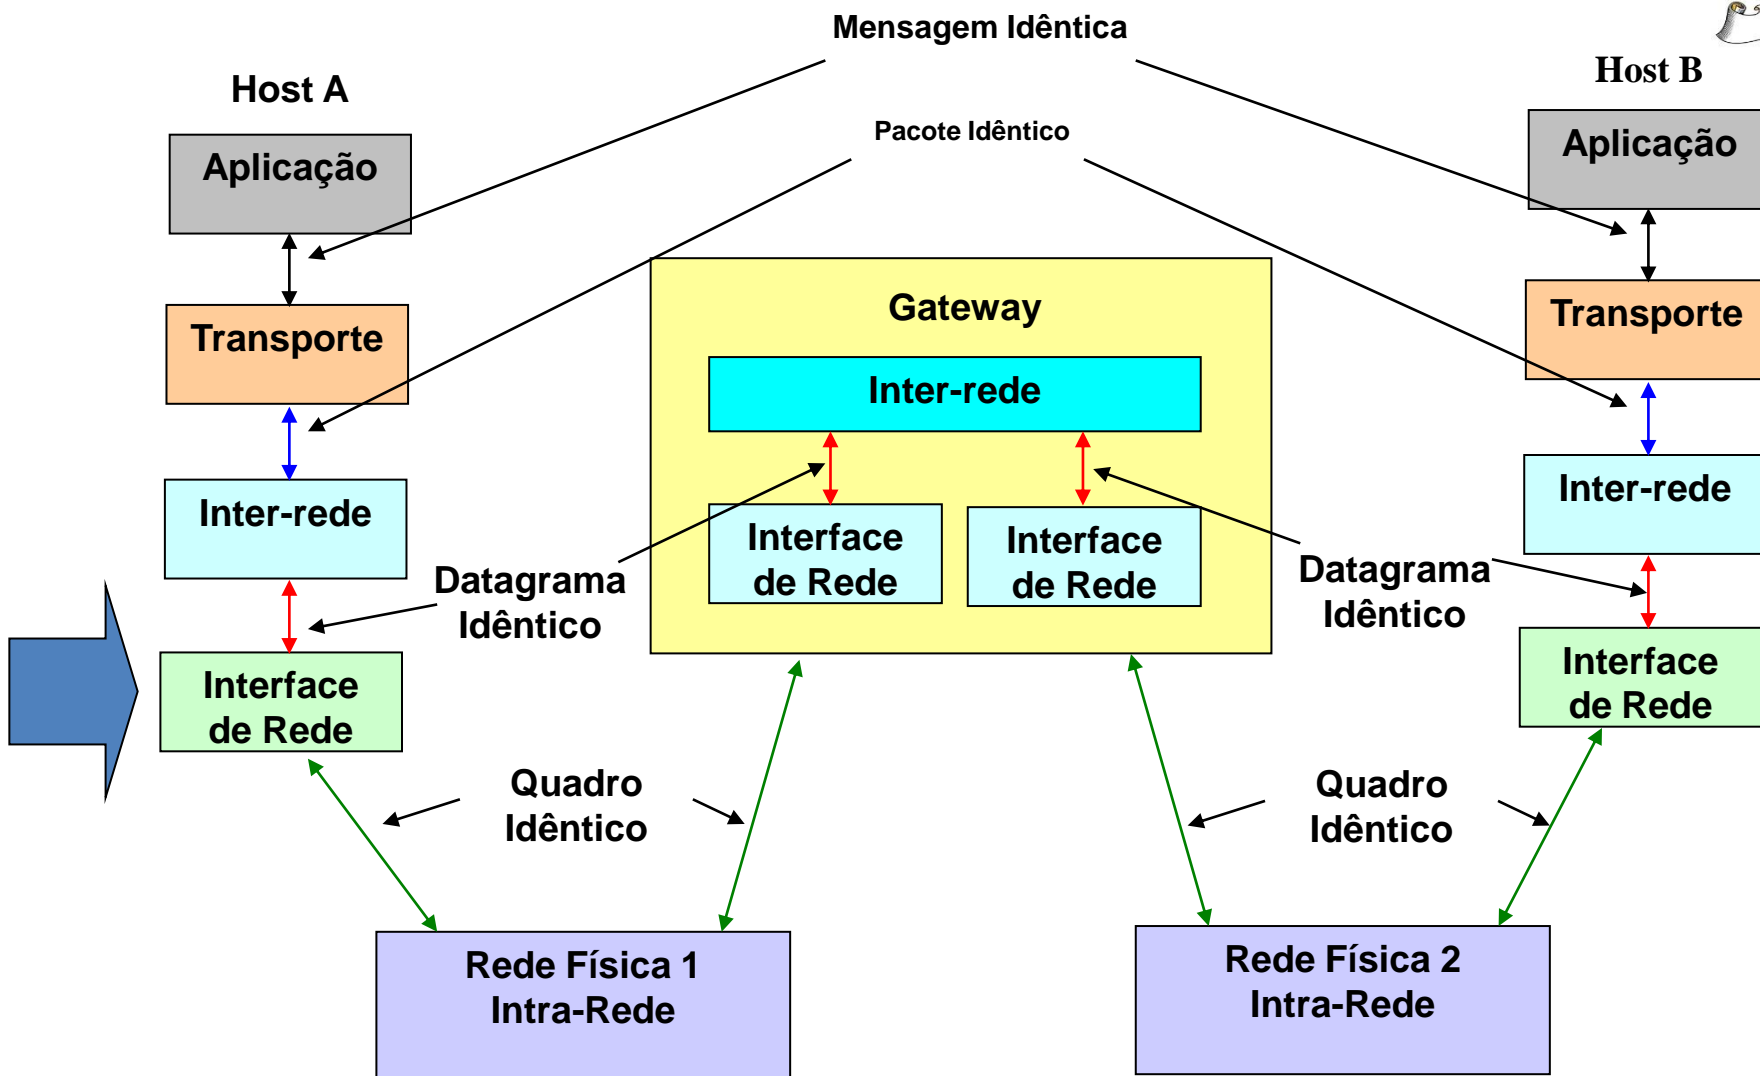 Mensagem Idêntica
Host A
Host B
Pacote Idêntico
Aplicação
Aplicação
Gateway
Transporte
Transporte
Inter-rede
Inter-rede
Inter-rede
Interface
de Rede
Interface
de Rede
Datagrama
Idêntico
Datagrama
Idêntico
Interface
de Rede
Interface
de Rede
Quadro
Idêntico
Quadro
Idêntico
Rede Física 1
Intra-Rede
Rede Física 2
Intra-Rede